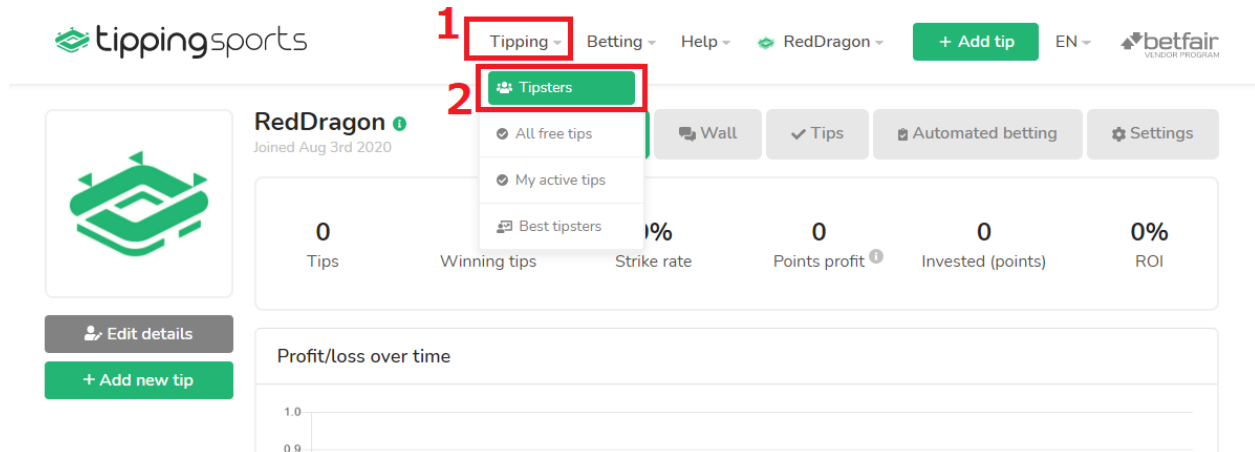 tippingsports
1
Tipping
Betting
Help
RedDragon
+ Add tip
EN
betfair
VENDOR PROGRAM
2
Tipsters
All free tips
My active tips
Best tipsters
RedDragon
Joined Aug 3rd 2020
Wall
Tips
Automated betting
Settings
0
Tips
Winning tips
%
Strike rate
0
Points profit
0
Invested (points)
0%
ROI
Edit details
+ Add new tip
Profit/loss over time
1.0
0.9